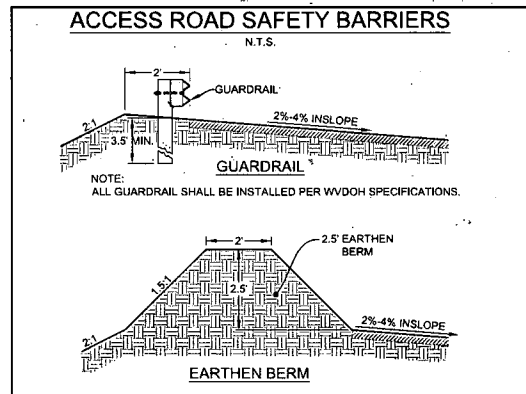 ACCESS ROAD SAFETY BARRIERS
N.T.S.
2'
GUARDRAIL
2:1
3.5' MIN.
2%-4% INSLOPE
GUARDRAIL
NOTE:
ALL GUARDRAIL SHALL BE INSTALLED PER WVDOH SPECIFICATIONS.
2'
2.5' EARTHEN
BERM
1.5:1
2.5'
2:1
2%-4% INSLOPE
EARTHEN BERM